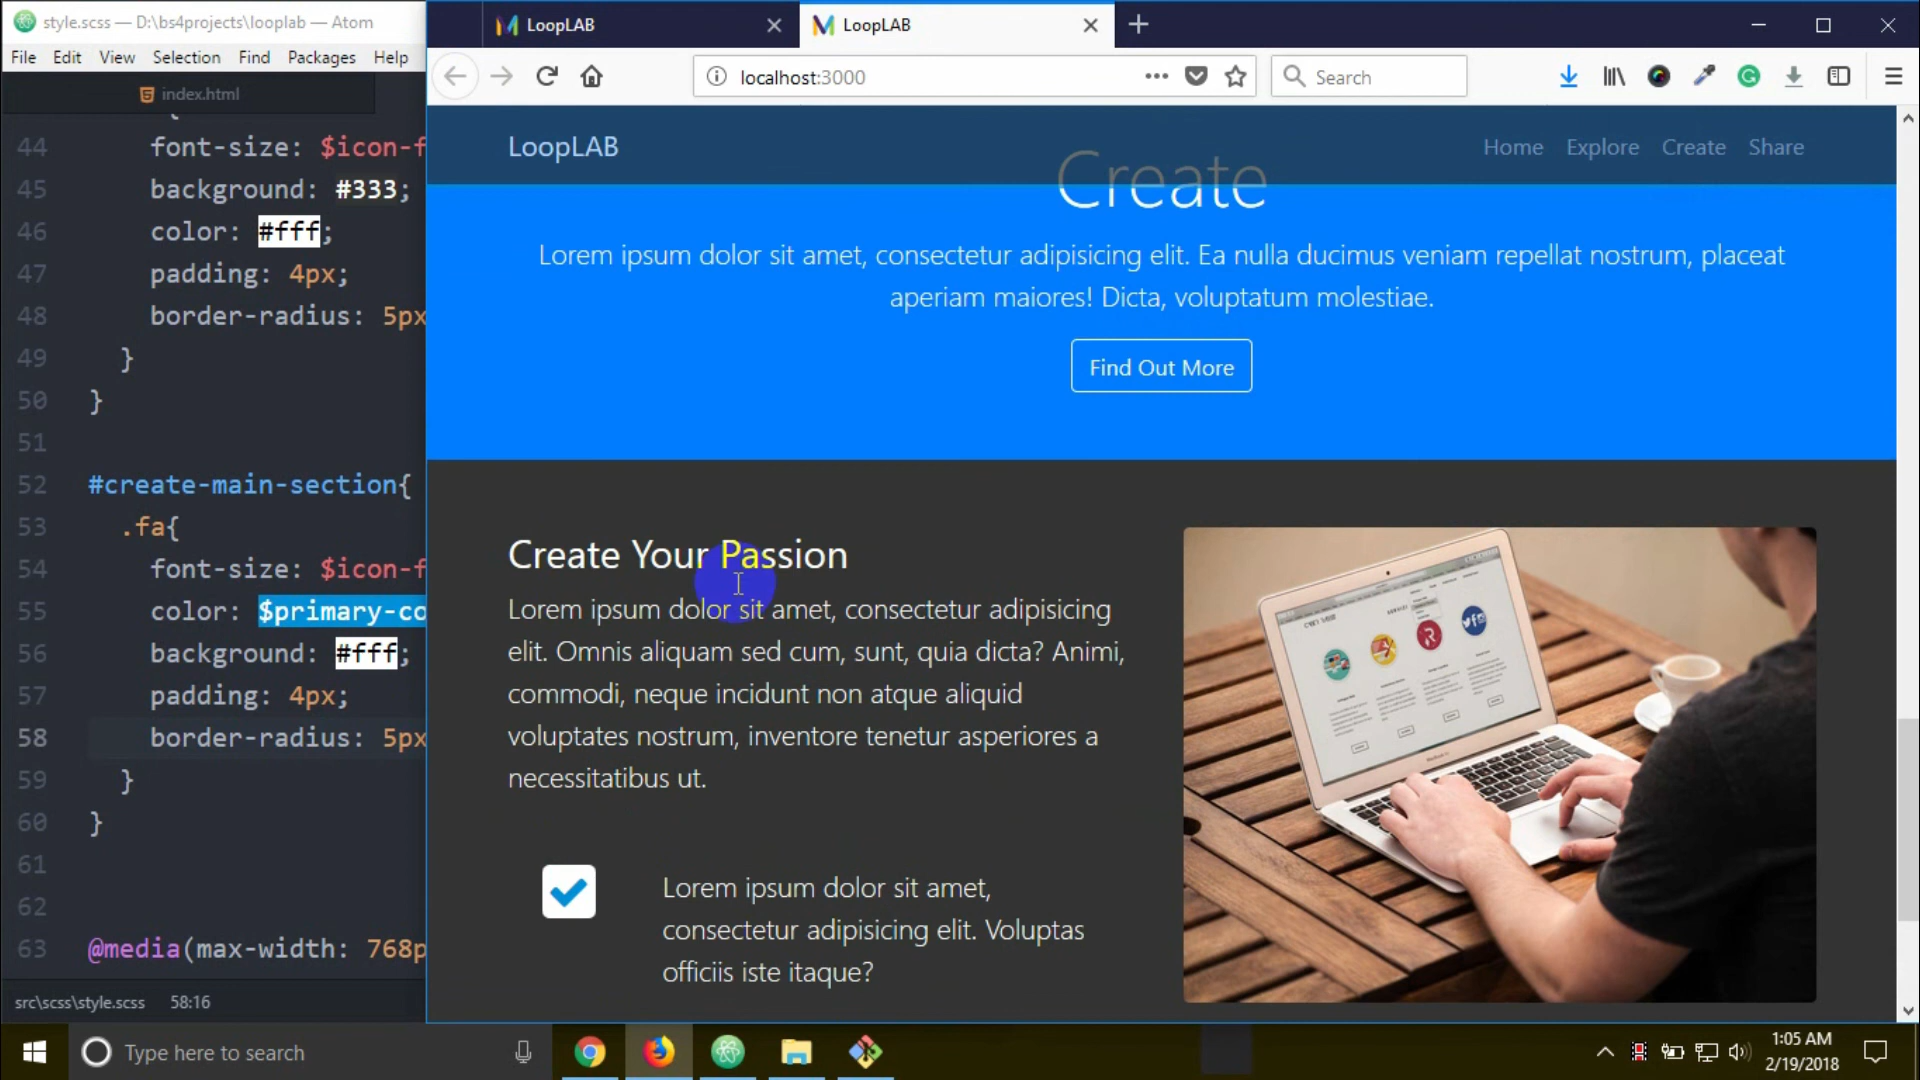 style.scss — D:\bs4projects\looplab — Atom
File Edit View Selection Find Packages Help
index.html
44 font-size: $icon-f
45 background: #333;
46 color: #fff;
47 padding: 4px;
48 border-radius: 5px
49 }
50 }
51
52 #create-main-section{
53 .fa{
54 font-size: $icon-f
55 color: $primary-co
56 background: #fff;
57 padding: 4px;
58 border-radius: 5px
59 }
60 }
61
62
63 @media(max-width: 768p
src\scss\style.scss 58:16
LoopLAB
LoopLAB
localhost:3000
Search
LoopLAB
Home Explore Create Share
Create
Lorem ipsum dolor sit amet, consectetur adipisicing elit. Ea nulla ducimus veniam repellat nostrum, placeat
aperiam maiores! Dicta, voluptatum molestiae.
Find Out More
Create Your Passion
Lorem ipsum dolor sit amet, consectetur adipisicing
elit. Omnis aliquam sed cum, sunt, quia dicta? Animi,
commodi, neque incidunt non atque aliquid
voluptates nostrum, inventore tenetur asperiores a
necessitatibus ut.
Lorem ipsum dolor sit amet,
consectetur adipisicing elit. Voluptas
officiis iste itaque?
Type here to search
1:05 AM
2/19/2018